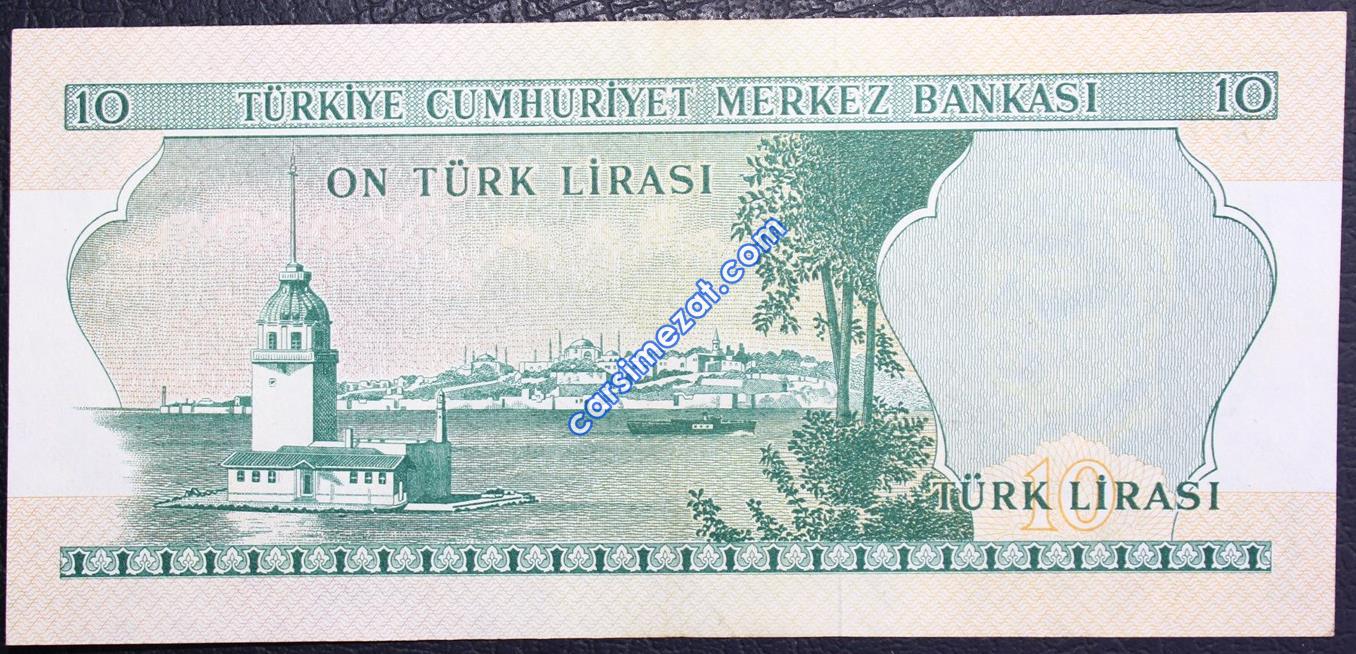 10 TÜRKİYE CUMHURİYET MERKEZ BANKASI 10
ON TÜRK LİRASI
carsimezat.com
10
TÜRK LİRASI